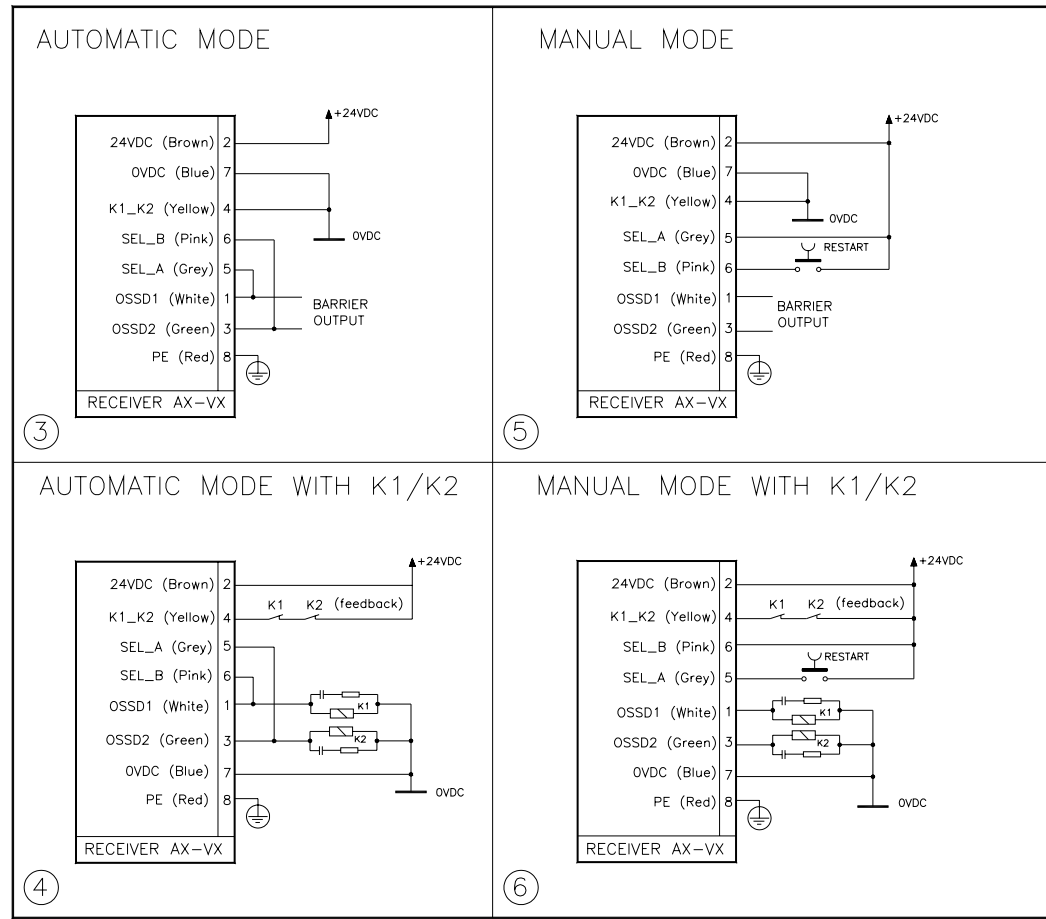 AUTOMATIC MODE
+24VDC
24VDC (Brown) 2
0VDC (Blue) 7
K1_K2 (Yellow) 4
SEL_B (Pink) 6
0VDC
SEL_A (Grey) 5
OSSD1 (White) 1
BARRIER
OUTPUT
OSSD2 (Green) 3
PE (Red) 8
RECEIVER AX-VX
3
MANUAL MODE
+24VDC
24VDC (Brown) 2
0VDC (Blue) 7
K1_K2 (Yellow) 4
0VDC
SEL_A (Grey) 5
RESTART
SEL_B (Pink) 6
OSSD1 (White) 1
BARRIER
OUTPUT
OSSD2 (Green) 3
PE (Red) 8
RECEIVER AX-VX
5
AUTOMATIC MODE WITH K1/K2
+24VDC
24VDC (Brown) 2
K1 K2 (feedback)
K1_K2 (Yellow) 4
SEL_A (Grey) 5
SEL_B (Pink) 6
OSSD1 (White) 1
K1
OSSD2 (Green) 3
K2
0VDC (Blue) 7
0VDC
PE (Red) 8
RECEIVER AX-VX
4
MANUAL MODE WITH K1/K2
+24VDC
24VDC (Brown) 2
K1 K2 (feedback)
K1_K2 (Yellow) 4
SEL_B (Pink) 6
RESTART
SEL_A (Grey) 5
OSSD1 (White) 1
K1
OSSD2 (Green) 3
K2
0VDC (Blue) 7
PE (Red) 8
0VDC
RECEIVER AX-VX
6